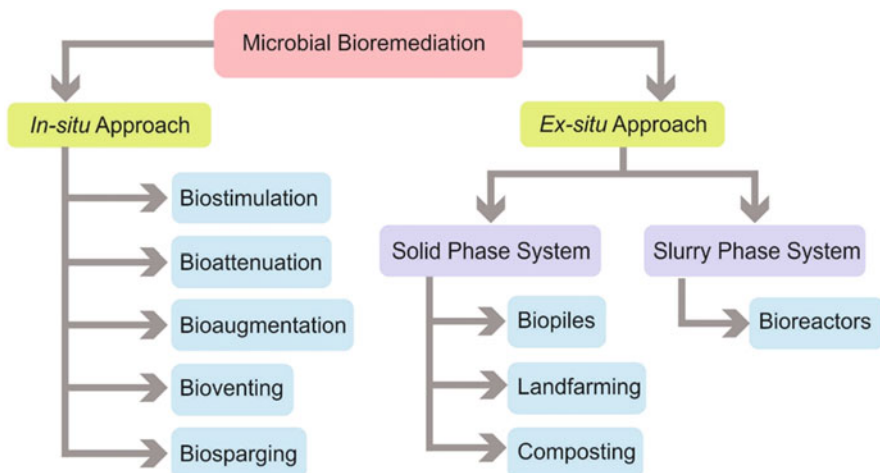 Microbial Bioremediation
In-situ Approach
Ex-situ Approach
Biostimulation
Bioattenuation
Bioaugmentation
Bioventing
Biosparging
Solid Phase System
Slurry Phase System
Biopiles
Landfarming
Composting
Bioreactors